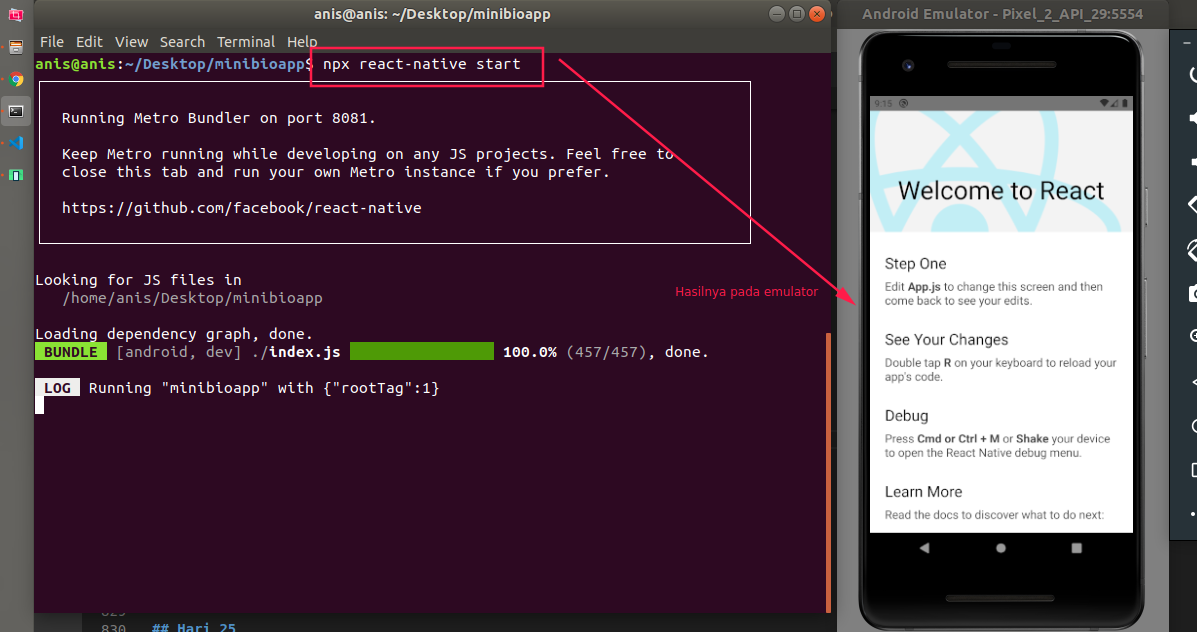 anis@anis: ~/Desktop/minibioapp
File Edit View Search Terminal Help
anis@anis:~/Desktop/minibioapp$ npx react-native start
Running Metro Bundler on port 8081.
Keep Metro running while developing on any JS projects. Feel free to
close this tab and run your own Metro instance if you prefer.
https://github.com/facebook/react-native
Looking for JS files in
/home/anis/Desktop/minibioapp
Loading dependency graph, done.
BUNDLE [android, dev] ./index.js 100.0% (457/457), done.
LOG Running "minibioapp" with {"rootTag":1}
Hasilnya pada emulator
829
830 ## Hari 25
Android Emulator - Pixel_2_API_29:5554
9:15
Welcome to React
Step One
Edit App.js to change this screen and then
come back to see your edits.
See Your Changes
Double tap R on your keyboard to reload your
app's code.
Debug
Press Cmd or Ctrl + M or Shake your device
to open the React Native debug menu.
Learn More
Read the docs to discover what to do next: